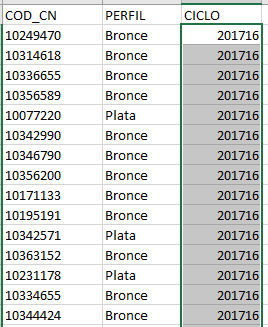 COD_CN PERFIL CICLO
10249470 Bronce 201716
10314618 Bronce 201716
10336655 Bronce 201716
10356589 Bronce 201716
10077220 Plata 201716
10342990 Bronce 201716
10346790 Bronce 201716
10356200 Bronce 201716
10171133 Bronce 201716
10195191 Bronce 201716
10342571 Plata 201716
10363152 Bronce 201716
10231178 Plata 201716
10334655 Bronce 201716
10344424 Bronce 201716